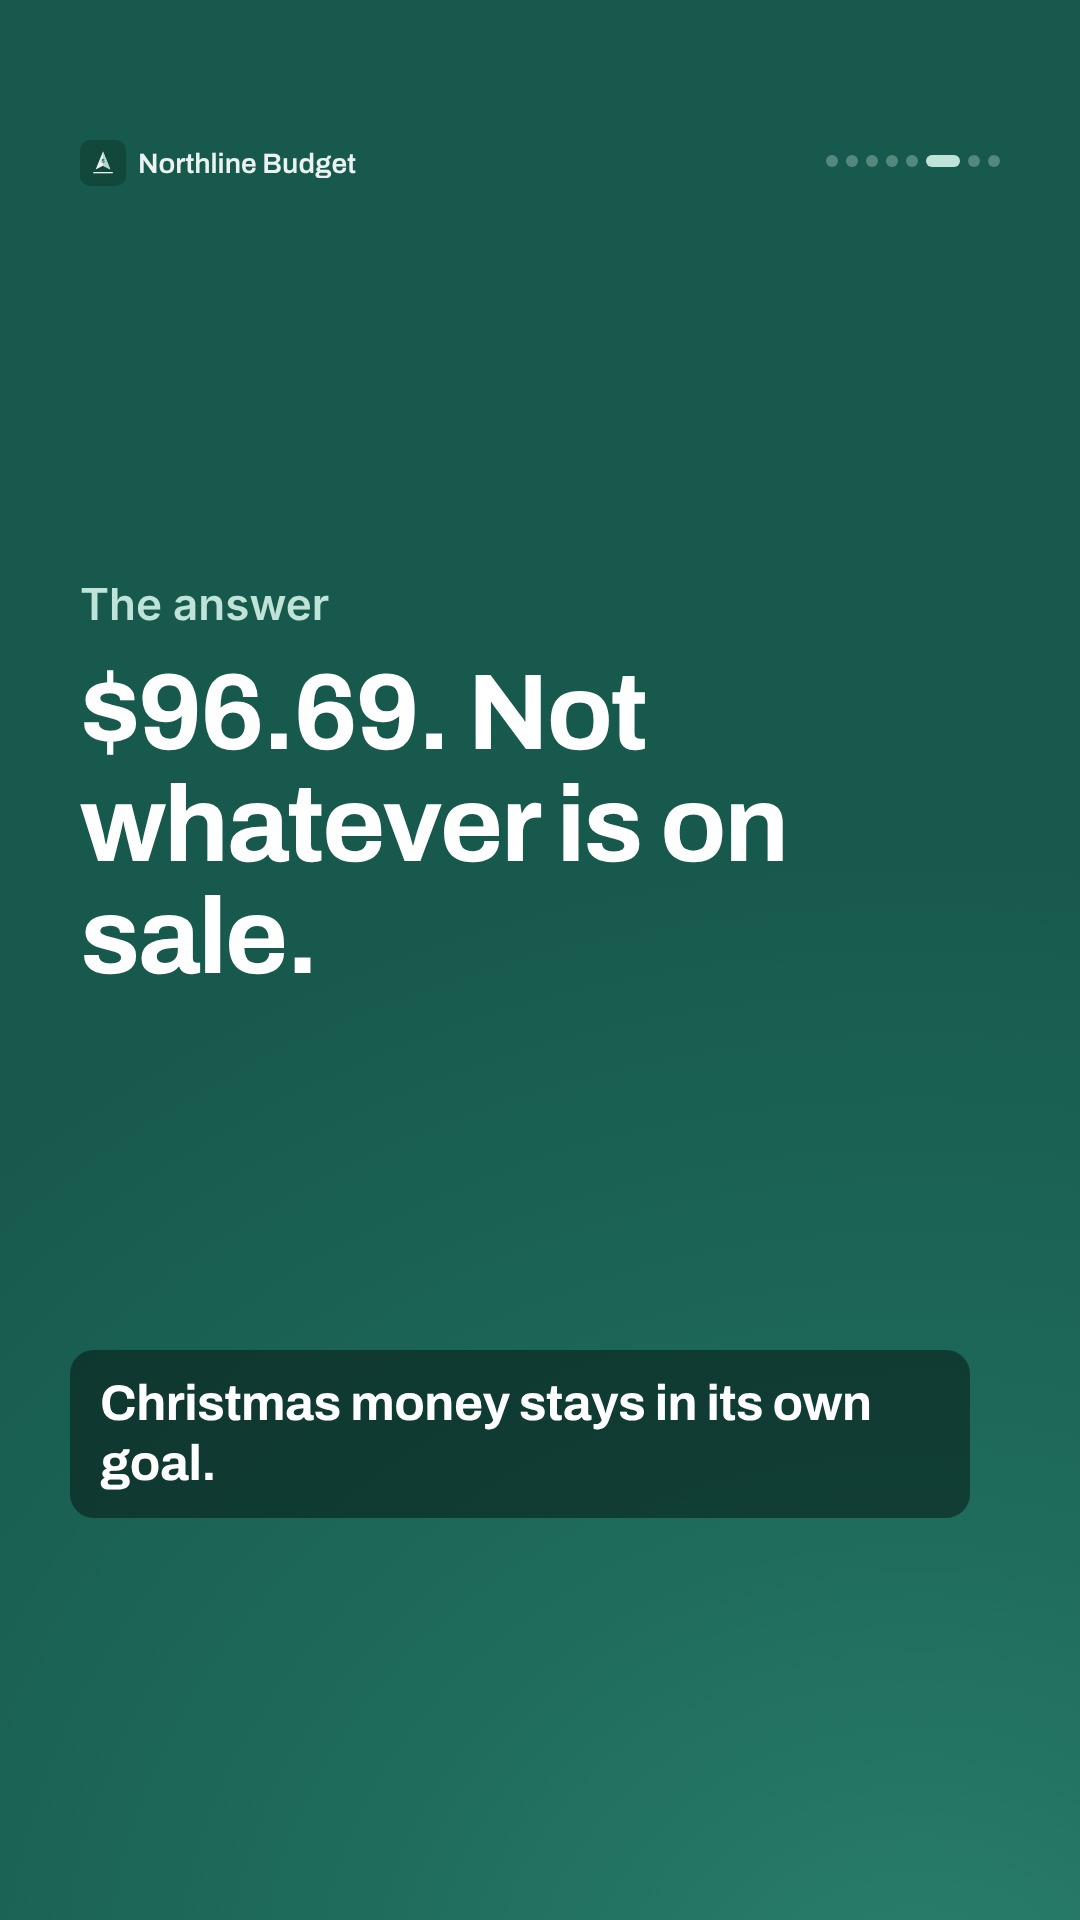 Northline Budget
The answer
$96.69. Not
whatever is on
sale.
Christmas money stays in its own
goal.